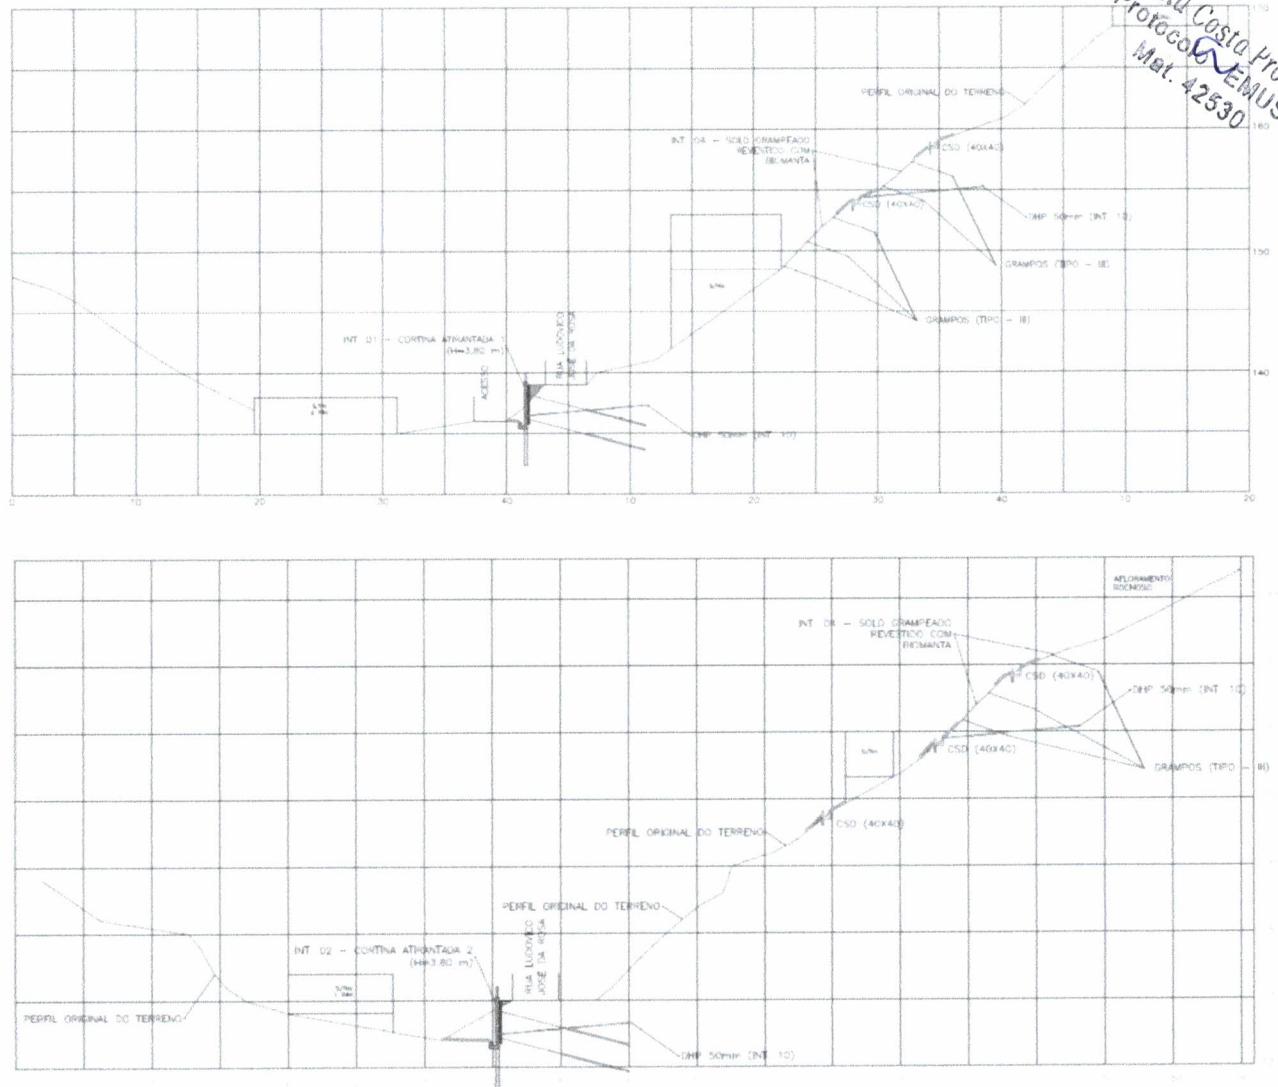 Costa Pro
Protocolo EMUS
Mat. 42530
PERFIL ORIGINAL DO TERRENO
160
INT 08 - SOLO GRAMPEADO
REVESTIDO COM
BIOMANTA
CSD (40X40)
CSD (40X40)
DHP 50mm (INT 10)
150
GRAMPOS (TIPO - III)
GRAMPOS (TIPO - III)
INT 01 - CORTINA ATIRANTADA 1
(H=3,80 m)
ACESSO
RUA LUDOVICO
JOSÉ DA ROSA
140
DHP 50mm (INT 10)
0 10 20 30 40 10 20 30 40 10 20
AFLORAMENTO
ROCHOSO
INT 08 - SOLO GRAMPEADO
REVESTIDO COM
BIOMANTA
CSD (40X40)
DHP 50mm (INT 10)
CSD (40X40)
GRAMPOS (TIPO - III)
CSD (40X40)
PERFIL ORIGINAL DO TERRENO
PERFIL ORIGINAL DO TERRENO
INT 02 - CORTINA ATIRANTADA 2
(H=3,80 m)
RUA LUDOVICO
JOSÉ DA ROSA
PERFIL ORIGINAL DO TERRENO
DHP 50mm (INT 10)